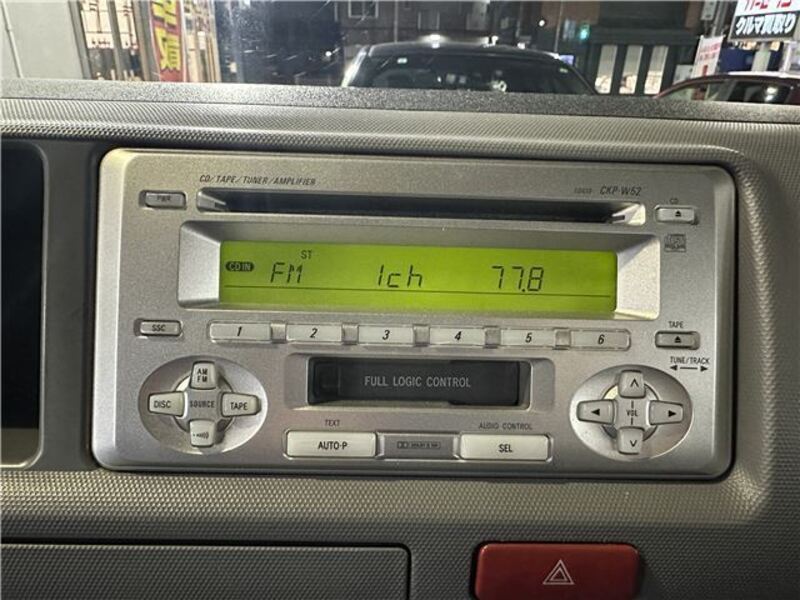 クルマ買取り
CD/TAPE/TUNER/AMPLIFIER
CKP-W52
PWR
CD
ST
CD IN FM 1ch 77.8
SSC
1 2 3 4 5 6
TAPE
TUNE/TRACK
AM
FM
DISC SOURCE TAPE
FULL LOGIC CONTROL
VOL
TEXT
AUDIO CONTROL
AUTO·P
SEL